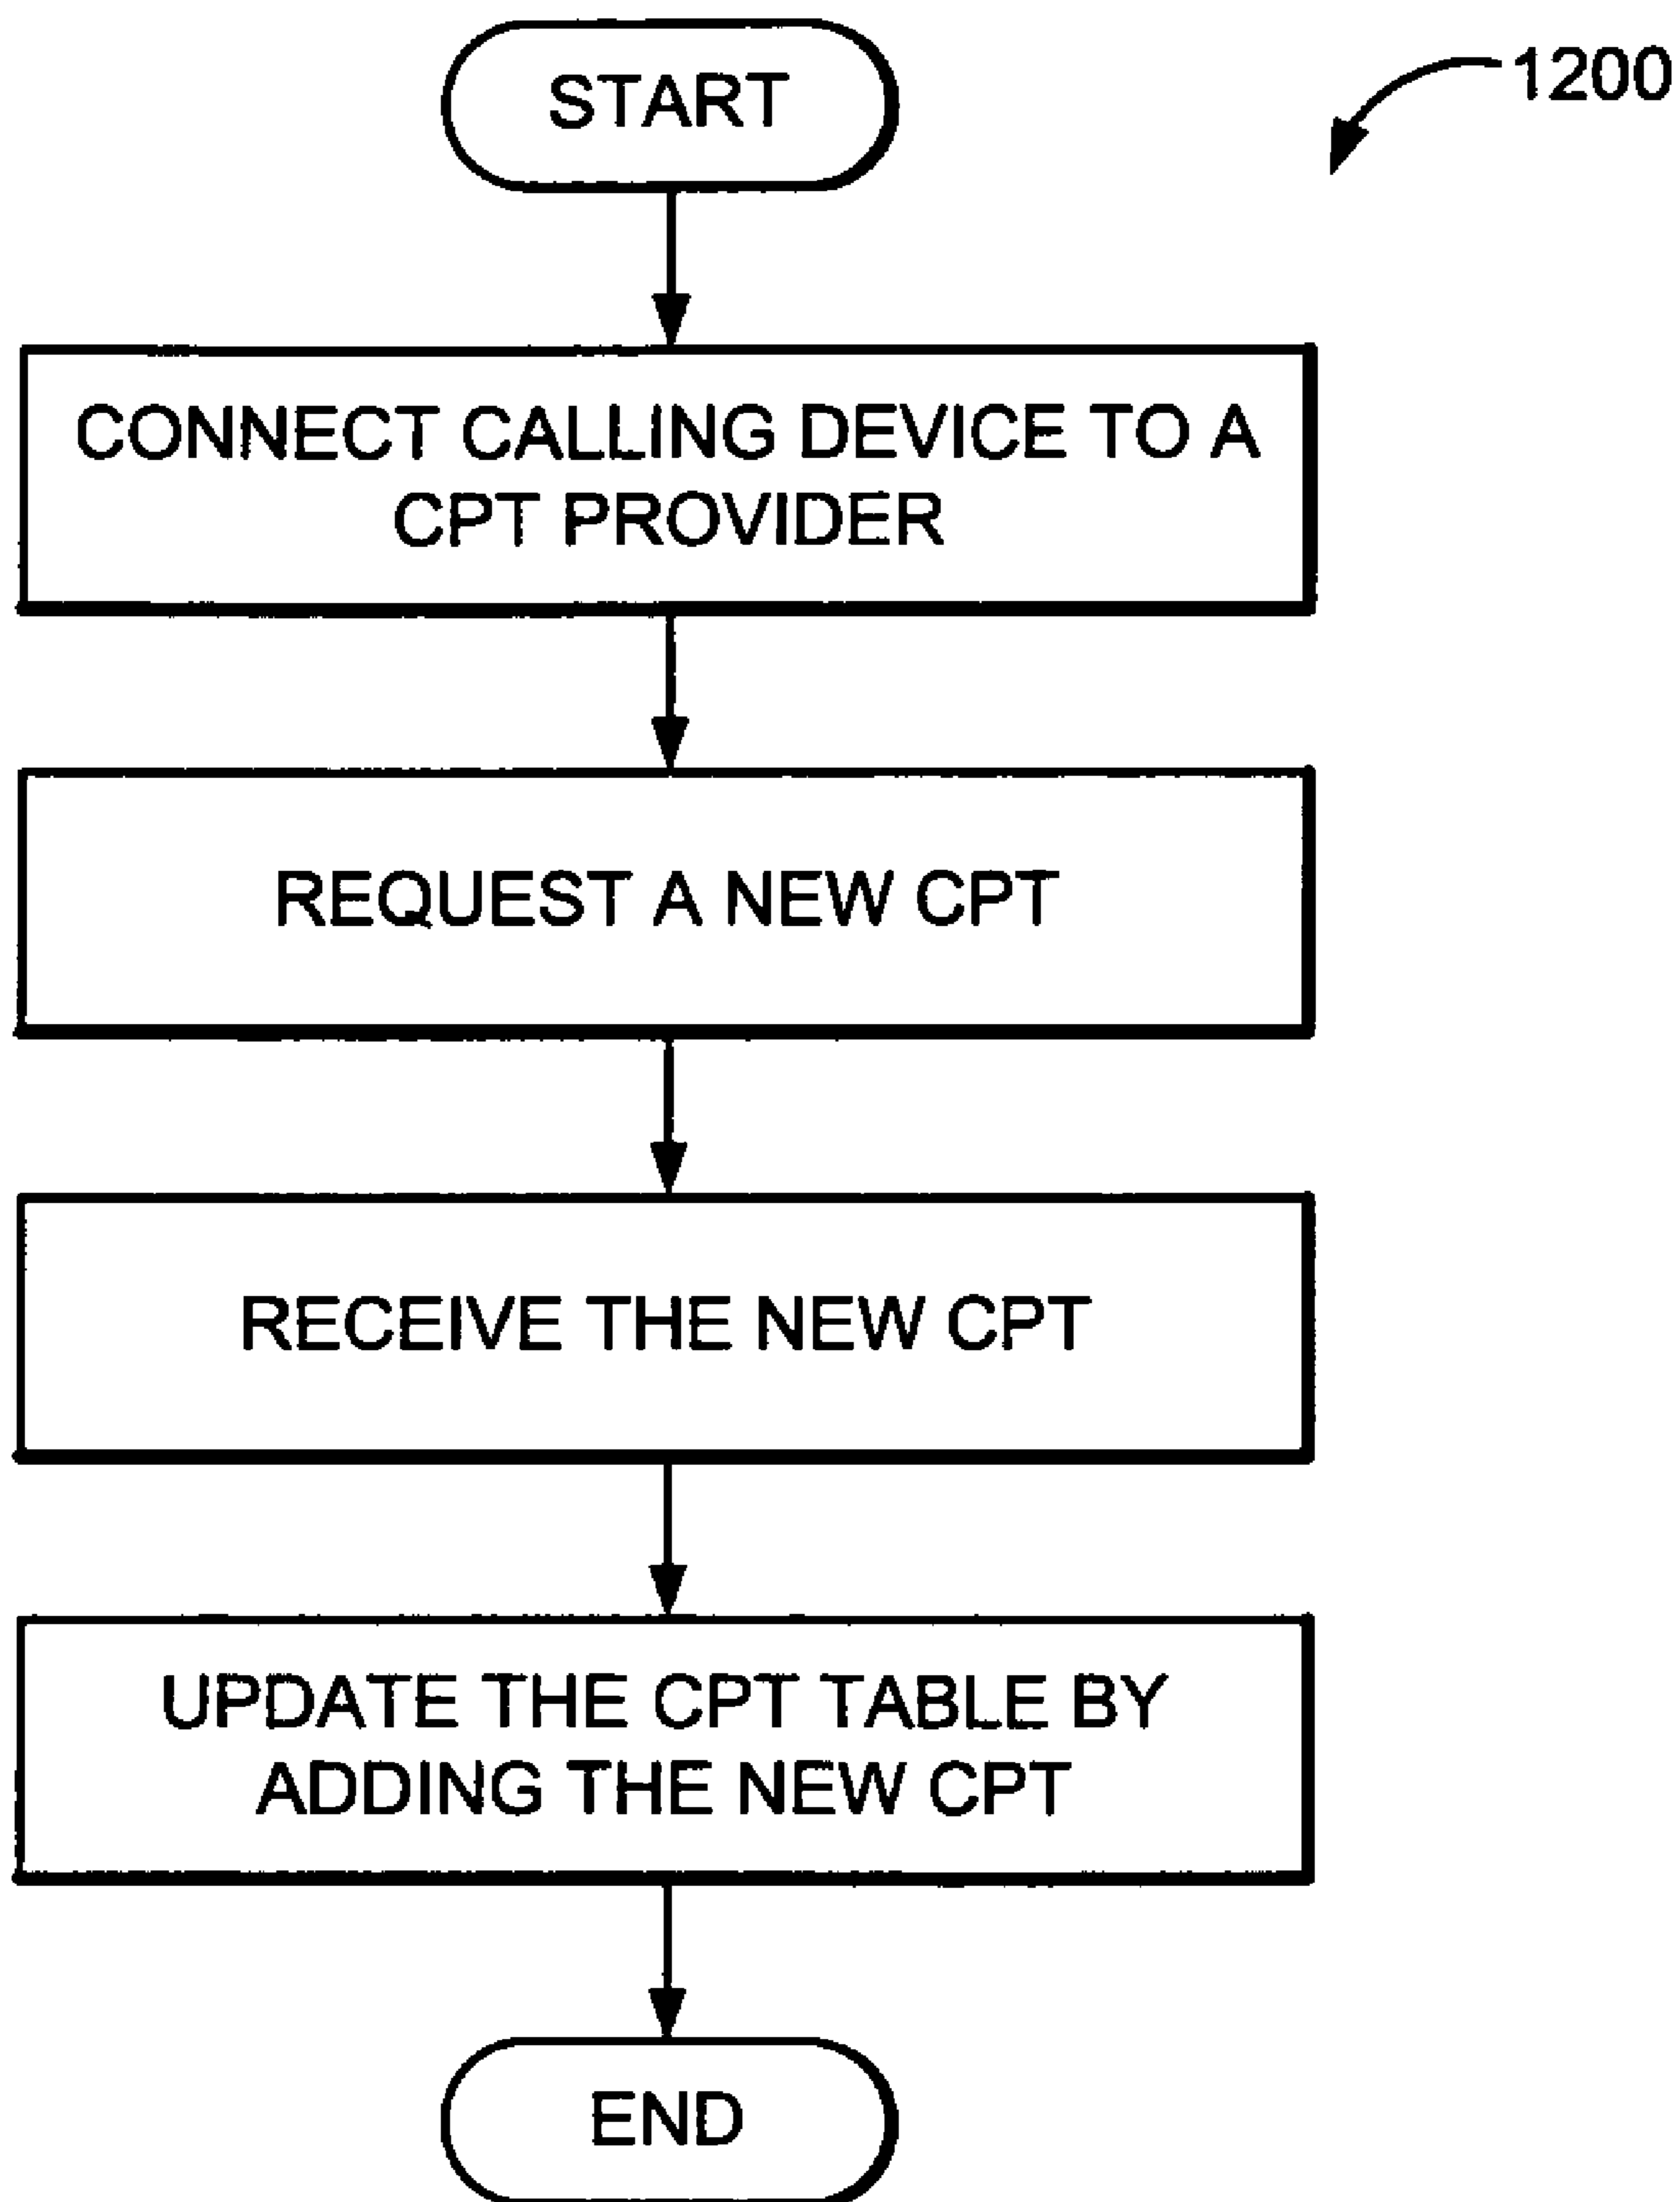 START
1200
CONNECT CALLING DEVICE TO A
CPT PROVIDER
REQUEST A NEW CPT
RECEIVE THE NEW CPT
UPDATE THE CPT TABLE BY
ADDING THE NEW CPT
END